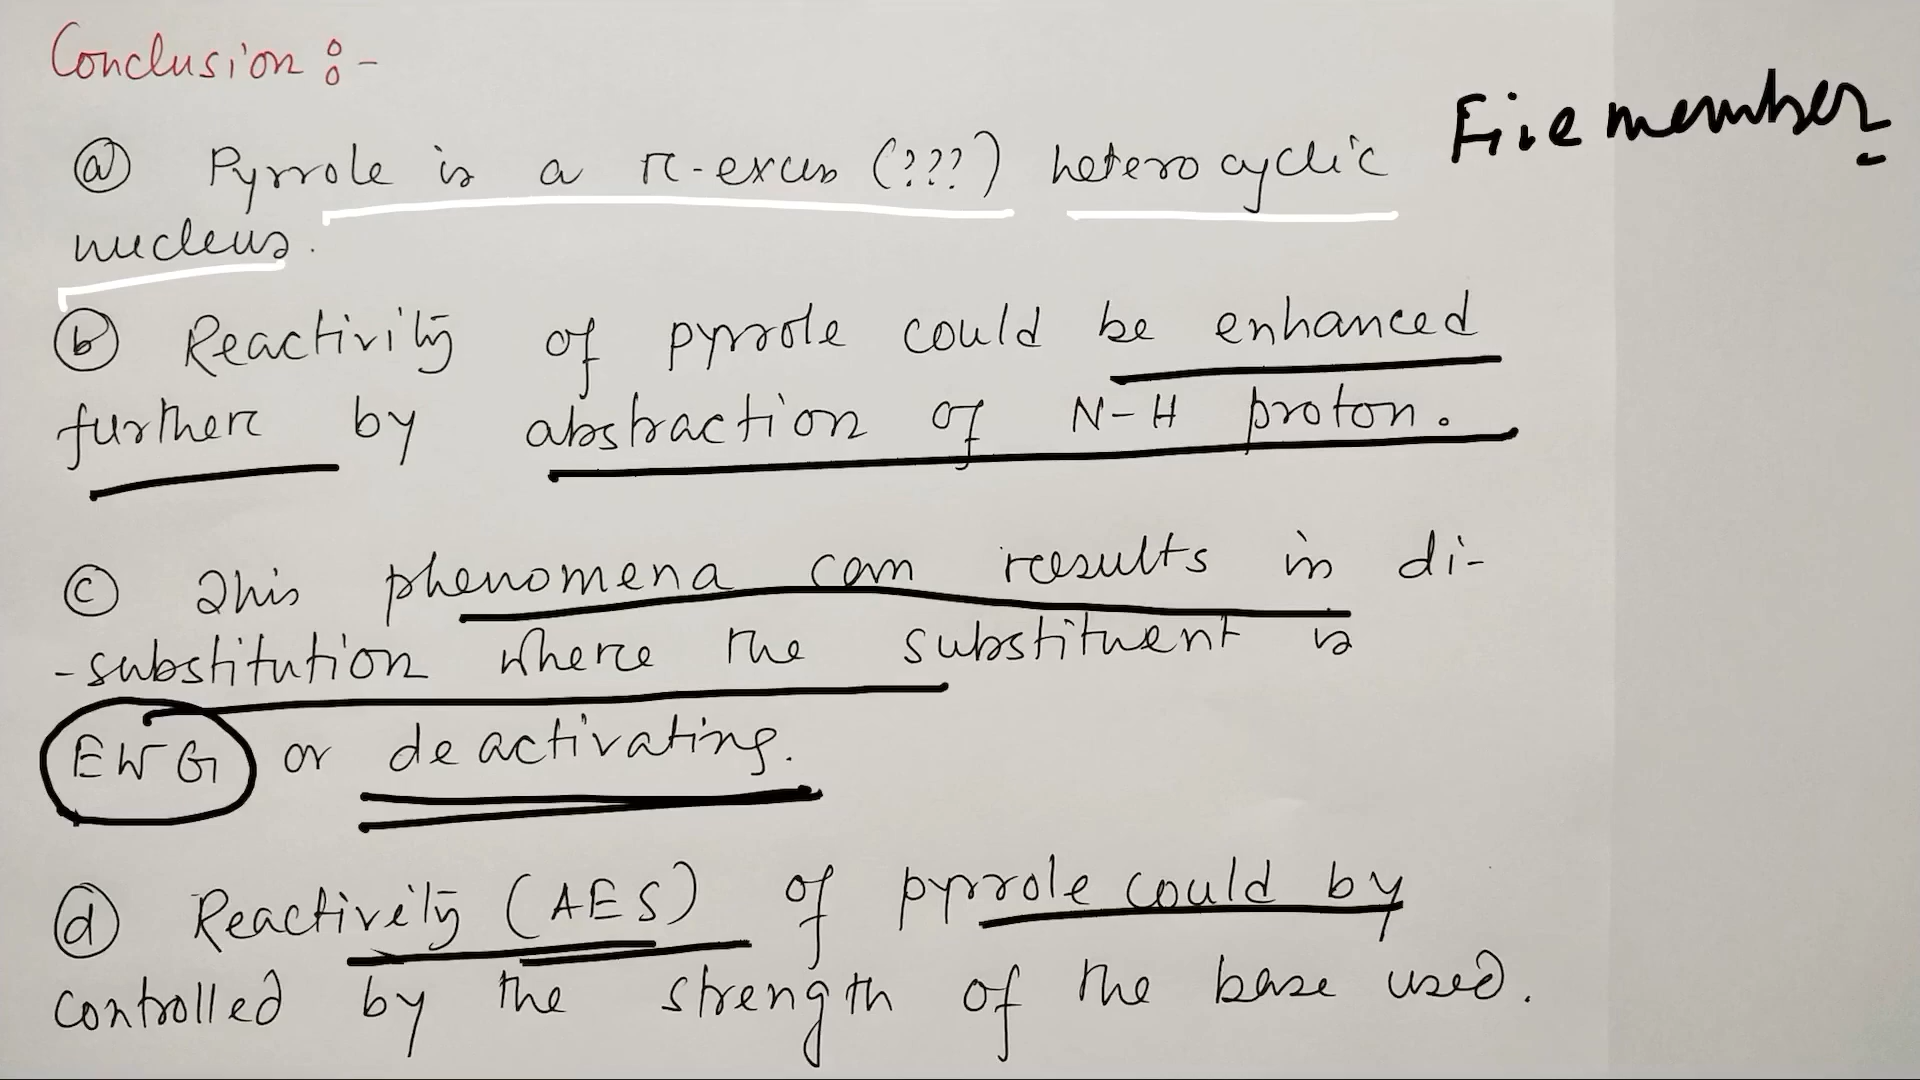 Conclusion :-
Five member
(a) Pyrrole is a π-excess (???) heterocyclic
nucleus.
(b) Reactivity of pyrrole could be enhanced
further by abstraction of N-H proton.
(c) This phenomena can results in di-
-substitution where the substituent is
EWG or deactivating.
(d) Reactivity (AES) of pyrrole could by
controlled by the strength of the base used.